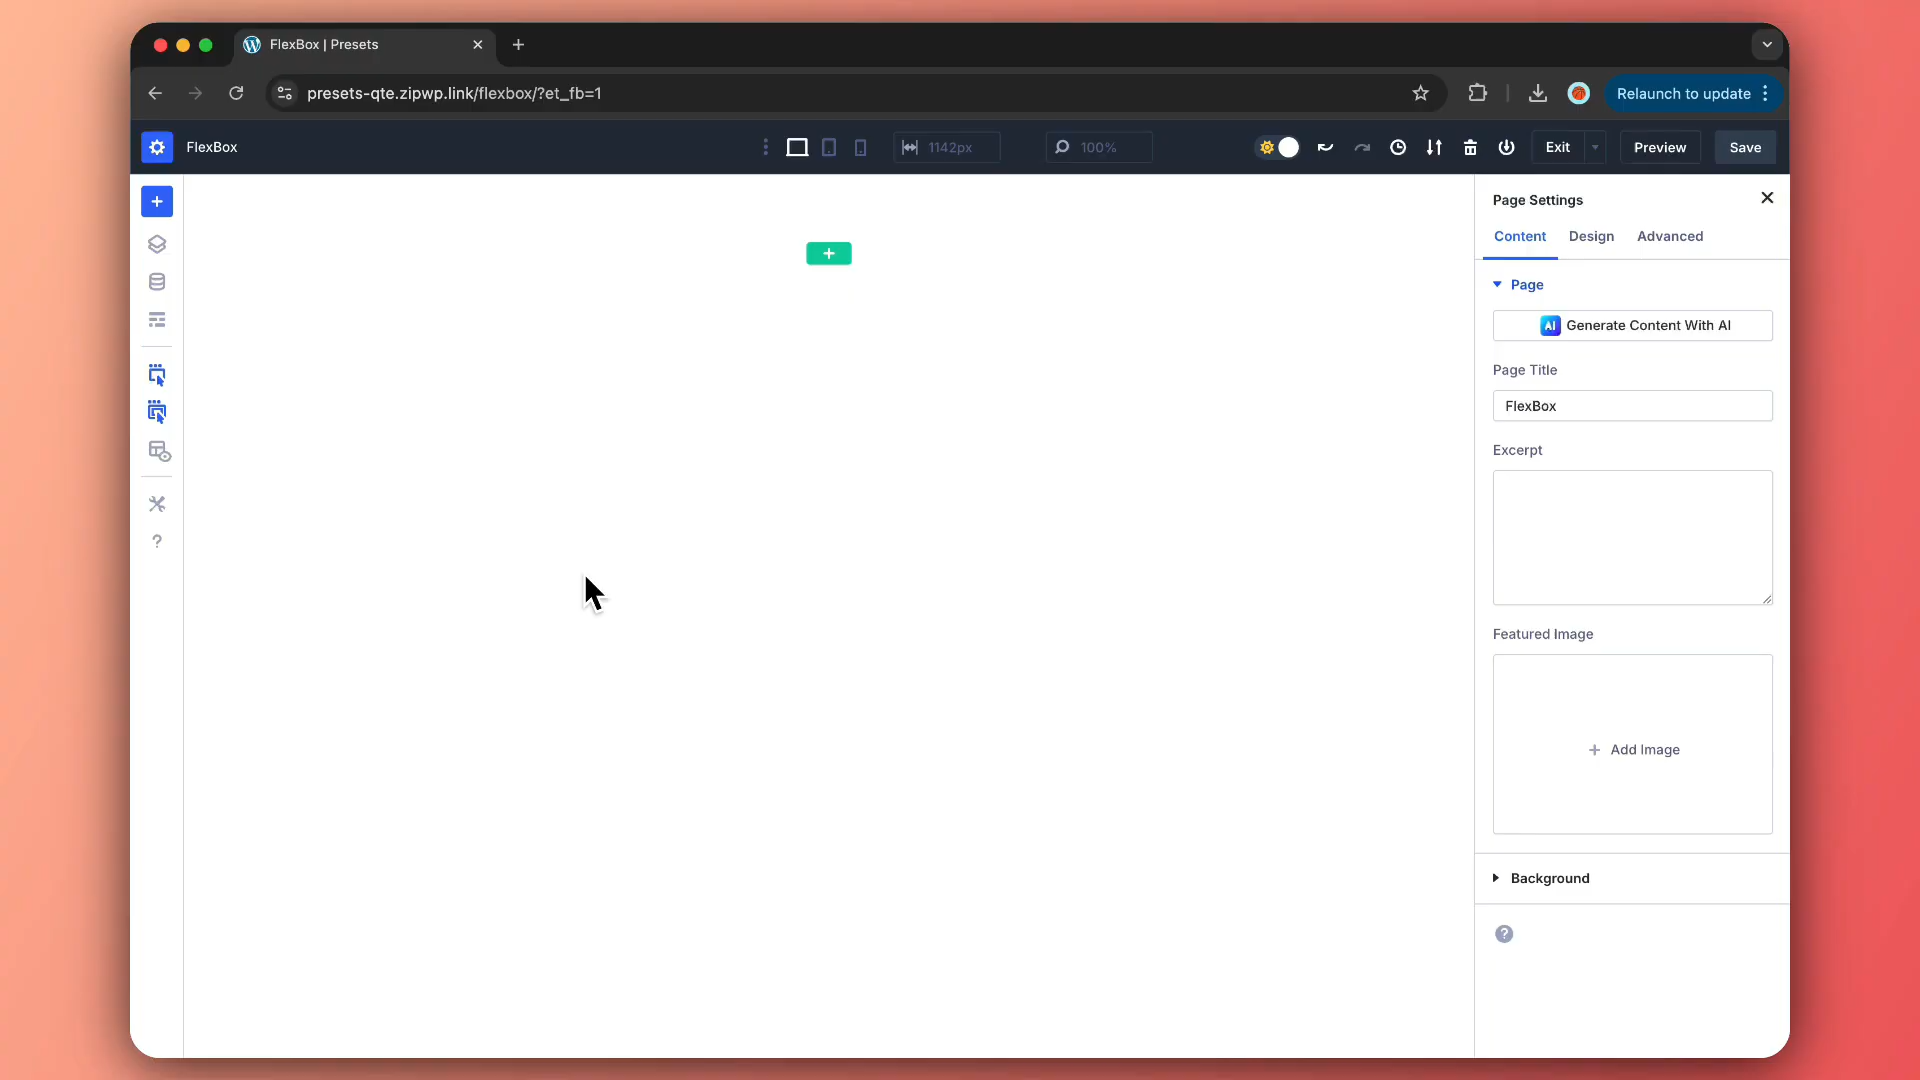 FlexBox | Presets
presets-qte.zipwp.link/flexbox/?et_fb=1
Relaunch to update
FlexBox
1142px
100%
Exit
Preview
Save
Page Settings
Content Design Advanced
Page
AI Generate Content With AI
Page Title
FlexBox
Excerpt
Featured Image
+ Add Image
Background